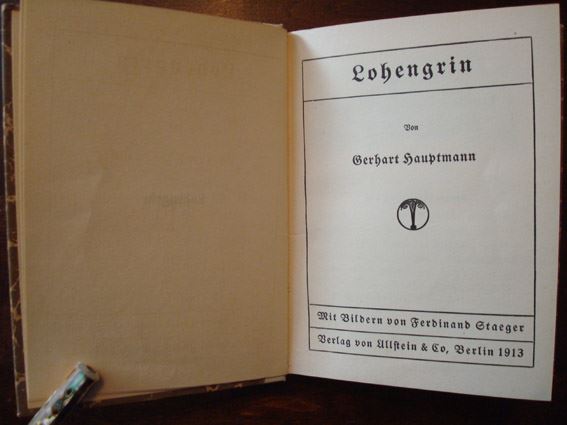 Lohengrin
Von
Gerhart Hauptmann
Mit Bildern von Ferdinand Staeger
Verlag von Ullstein & Co, Berlin 1913